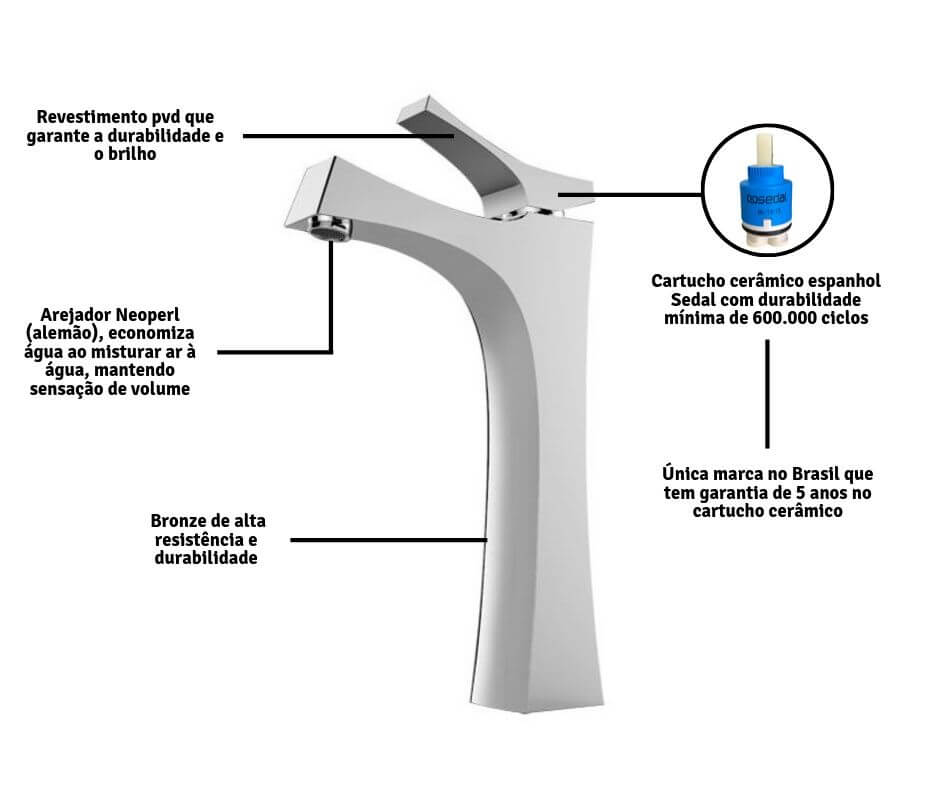 Revestimento pvd que
garante a durabilidade e
o brilho
Arejador Neoperl
(alemão), economiza
água ao misturar ar à
água, mantendo
sensação de volume
Bronze de alta
resistência e
durabilidade
sedal
Cartucho cerâmico espanhol
Sedal com durabilidade
mínima de 600.000 ciclos
Única marca no Brasil que
tem garantia de 5 anos no
cartucho cerâmico